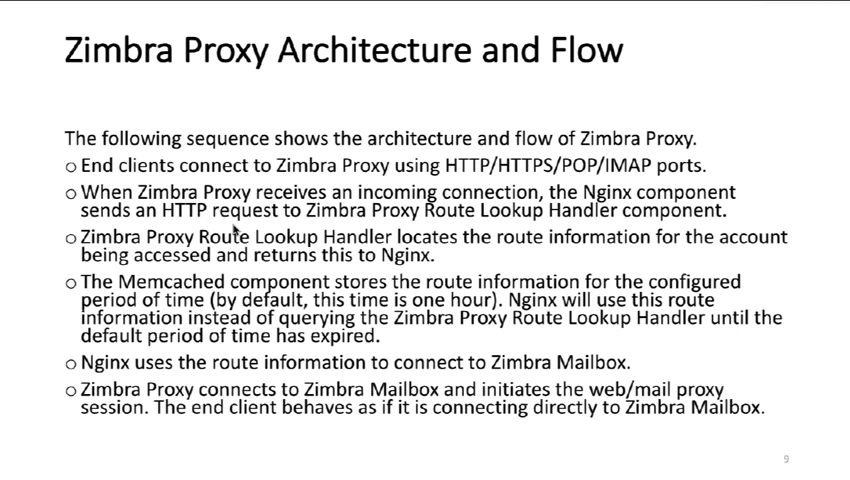 Zimbra Proxy Architecture and Flow
The following sequence shows the architecture and flow of Zimbra Proxy.
o End clients connect to Zimbra Proxy using HTTP/HTTPS/POP/IMAP ports.
o When Zimbra Proxy receives an incoming connection, the Nginx component
sends an HTTP request to Zimbra Proxy Route Lookup Handler component.
o Zimbra Proxy Route Lookup Handler locates the route information for the account
being accessed and returns this to Nginx.
o The Memcached component stores the route information for the configured
period of time (by default, this time is one hour). Nginx will use this route
information instead of querying the Zimbra Proxy Route Lookup Handler until the
default period of time has expired.
o Nginx uses the route information to connect to Zimbra Mailbox.
o Zimbra Proxy connects to Zimbra Mailbox and initiates the web/mail proxy
session. The end client behaves as if it is connecting directly to Zimbra Mailbox.
9